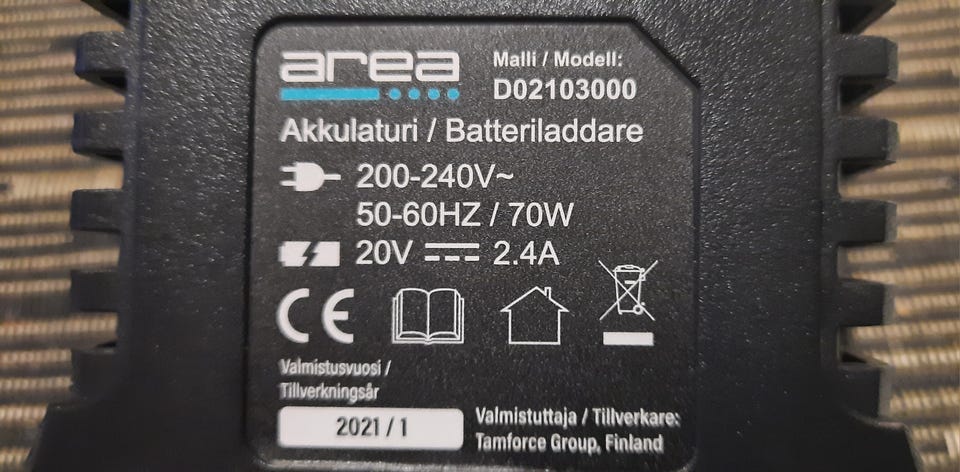 area
Malli / Modell:
D02103000
Akkulaturi / Batteriladdare
200-240V~
50-60HZ / 70W
20V ⎓ 2.4A
CE
Valmistusvuosi /
Tillverkningsår
2021 / 1
Valmistuttaja / Tillverkare:
Tamforce Group, Finland